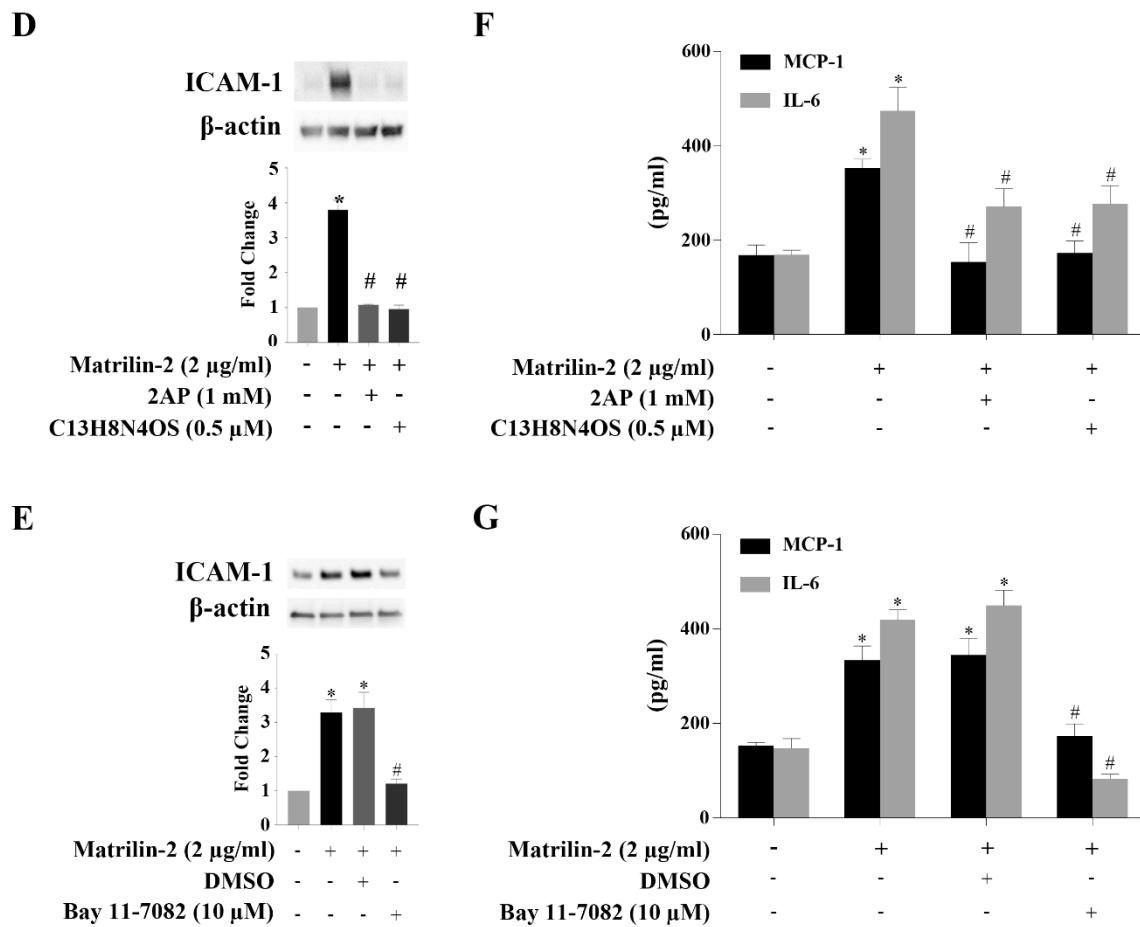 D
ICAM-1
β-actin
Fold Change
5
4
3
2
1
0
*
#
#
Matrilin-2 (2 μg/ml) - + + +
2AP (1 mM) - - + -
C13H8N4OS (0.5 μM) - - - +
F
MCP-1
IL-6
(pg/ml)
600
400
200
0
*
*
#
#
#
#
Matrilin-2 (2 μg/ml) - + + +
2AP (1 mM) - - + -
C13H8N4OS (0.5 μM) - - - +
E
ICAM-1
β-actin
Fold Change
5
4
3
2
1
0
*
*
#
Matrilin-2 (2 μg/ml) - + + +
DMSO - - + -
Bay 11-7082 (10 μM) - - - +
G
MCP-1
IL-6
(pg/ml)
600
400
200
0
*
*
*
*
#
#
Matrilin-2 (2 μg/ml) - + + +
DMSO - - + -
Bay 11-7082 (10 μM) - - - +